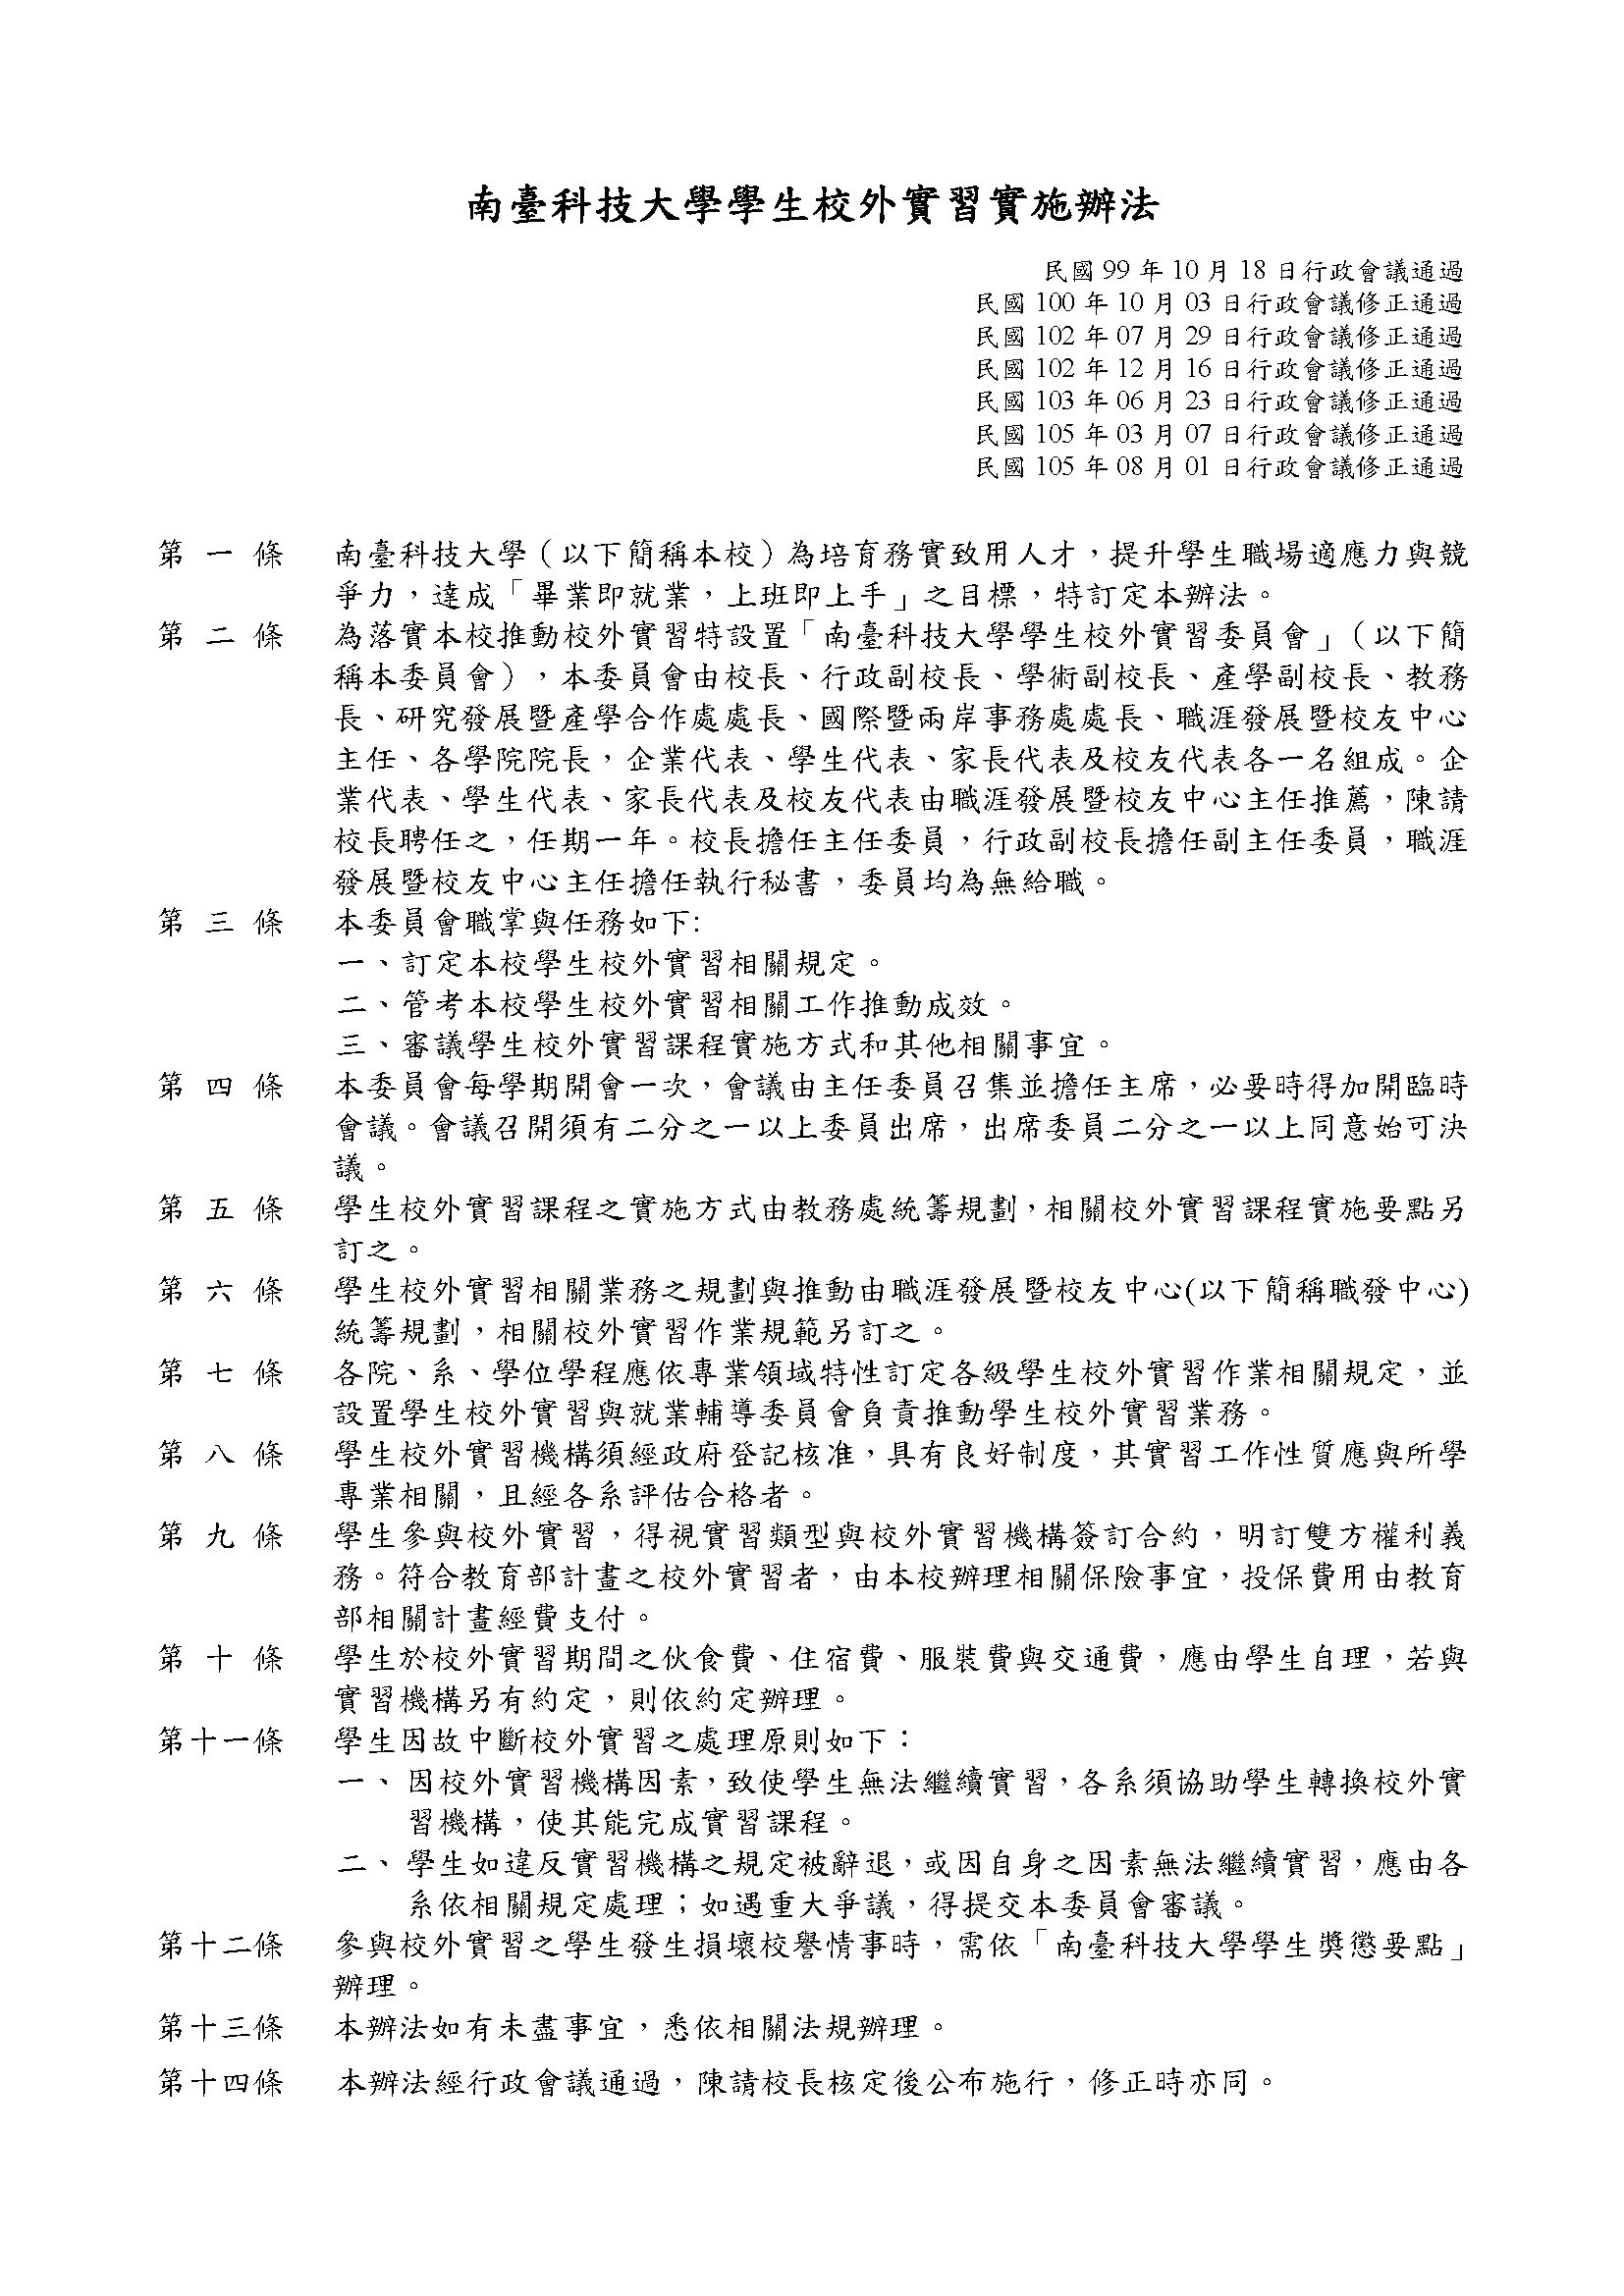 南臺科技大學學生校外實習實施辦法
民國 99 年 10 月 18 日行政會議通過
民國 100 年 10 月 03 日行政會議修正通過
民國 102 年 07 月 29 日行政會議修正通過
民國 102 年 12 月 16 日行政會議修正通過
民國 103 年 06 月 23 日行政會議修正通過
民國 105 年 03 月 07 日行政會議修正通過
民國 105 年 08 月 01 日行政會議修正通過
第 一 條 南臺科技大學（以下簡稱本校）為培育務實致用人才，提升學生職場適應力與競
爭力，達成「畢業即就業，上班即上手」之目標，特訂定本辦法。
第 二 條 為落實本校推動校外實習特設置「南臺科技大學學生校外實習委員會」（以下簡
稱本委員會），本委員會由校長、行政副校長、學術副校長、產學副校長、教務
長、研究發展暨產學合作處處長、國際暨兩岸事務處處長、職涯發展暨校友中心
主任、各學院院長，企業代表、學生代表、家長代表及校友代表各一名組成。企
業代表、學生代表、家長代表及校友代表由職涯發展暨校友中心主任推薦，陳請
校長聘任之，任期一年。校長擔任主任委員，行政副校長擔任副主任委員，職涯
發展暨校友中心主任擔任執行秘書，委員均為無給職。
第 三 條 本委員會職掌與任務如下:
一、訂定本校學生校外實習相關規定。
二、管考本校學生校外實習相關工作推動成效。
三、審議學生校外實習課程實施方式和其他相關事宜。
第 四 條 本委員會每學期開會一次，會議由主任委員召集並擔任主席，必要時得加開臨時
會議。會議召開須有二分之一以上委員出席，出席委員二分之一以上同意始可決
議。
第 五 條 學生校外實習課程之實施方式由教務處統籌規劃，相關校外實習課程實施要點另
訂之。
第 六 條 學生校外實習相關業務之規劃與推動由職涯發展暨校友中心(以下簡稱職發中心)
統籌規劃，相關校外實習作業規範另訂之。
第 七 條 各院、系、學位學程應依專業領域特性訂定各級學生校外實習作業相關規定，並
設置學生校外實習與就業輔導委員會負責推動學生校外實習業務。
第 八 條 學生校外實習機構須經政府登記核准，具有良好制度，其實習工作性質應與所學
專業相關，且經各系評估合格者。
第 九 條 學生參與校外實習，得視實習類型與校外實習機構簽訂合約，明訂雙方權利義
務。符合教育部計畫之校外實習者，由本校辦理相關保險事宜，投保費用由教育
部相關計畫經費支付。
第 十 條 學生於校外實習期間之伙食費、住宿費、服裝費與交通費，應由學生自理，若與
實習機構另有約定，則依約定辦理。
第十一條 學生因故中斷校外實習之處理原則如下：
一、 因校外實習機構因素，致使學生無法繼續實習，各系須協助學生轉換校外實
習機構，使其能完成實習課程。
二、 學生如違反實習機構之規定被辭退，或因自身之因素無法繼續實習，應由各
系依相關規定處理；如遇重大爭議，得提交本委員會審議。
第十二條 參與校外實習之學生發生損壞校譽情事時，需依「南臺科技大學學生獎懲要點」
辦理。
第十三條 本辦法如有未盡事宜，悉依相關法規辦理。
第十四條 本辦法經行政會議通過，陳請校長核定後公布施行，修正時亦同。